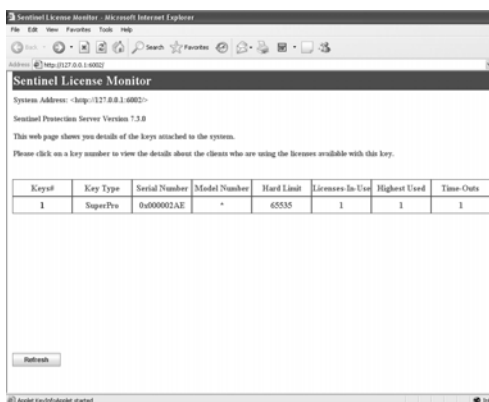 Sentinel License Monitor - Microsoft Internet Explorer
File Edit View Favorites Tools Help
Back Search Favorites
Address http://127.0.0.1:6002/
Sentinel License Monitor
System Address: <http://127.0.0.1:6002/>
Sentinel Protection Server Version 7.3.0
This web page shows you details of the keys attached to the system.
Please click on a key number to view the details about the clients who are using the licenses available with this key.
Keys# Key Type Serial Number Model Number Hard Limit Licenses-In-Use Highest Used Time-Outs
1 SuperPro 0x000002AE * 65535 1 1 1
Refresh
Applet KeyInfoApplet started